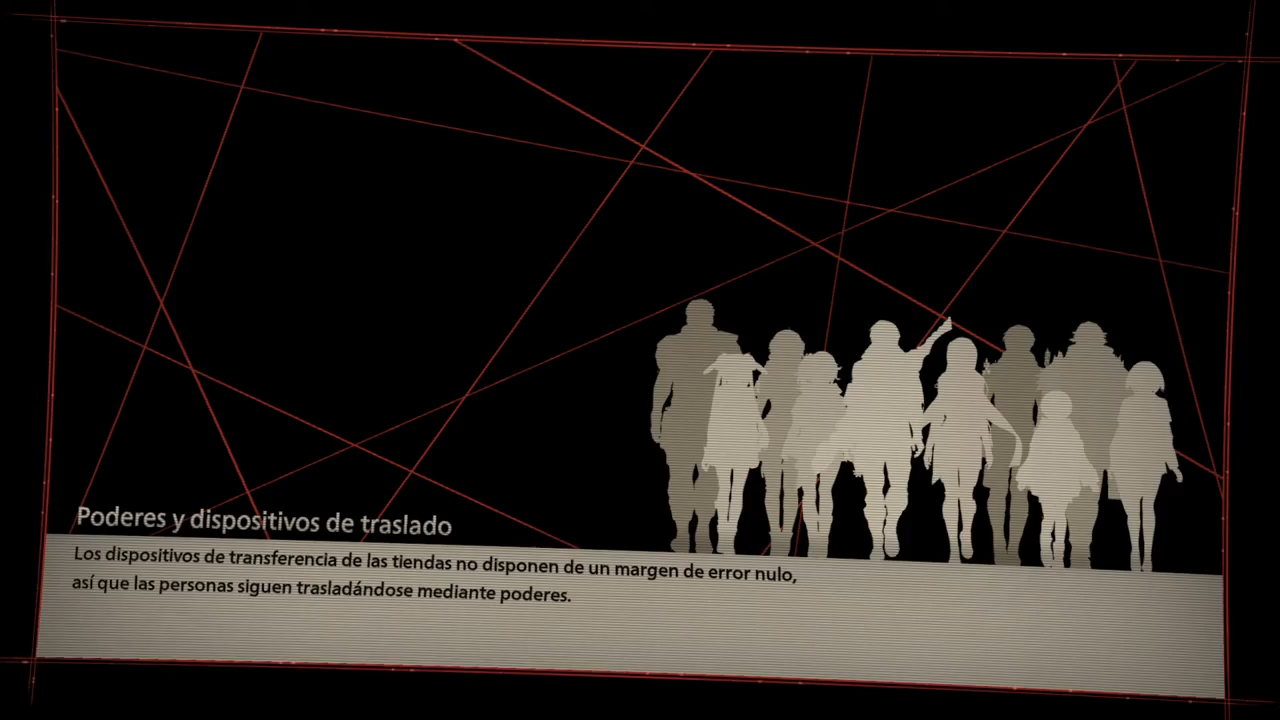 Poderes y dispositivos de traslado
Los dispositivos de transferencia de las tiendas no disponen de un margen de error nulo,
así que las personas siguen trasladándose mediante poderes.